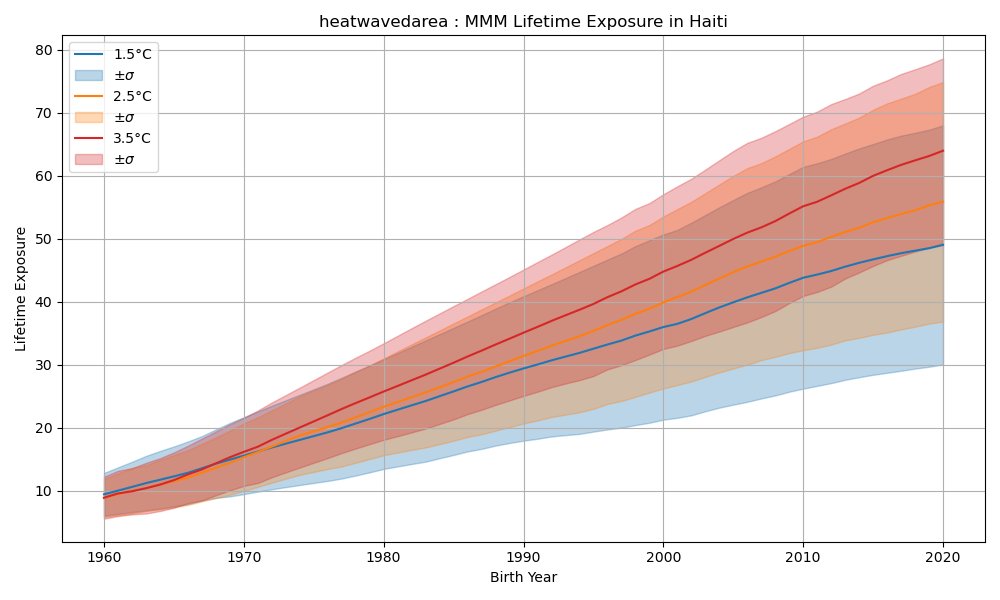 heatwavedarea : MMM Lifetime Exposure in Haiti
1.5°C
±σ
2.5°C
±σ
3.5°C
±σ
80
70
60
50
40
30
20
10
Lifetime Exposure
1960 1970 1980 1990 2000 2010 2020
Birth Year